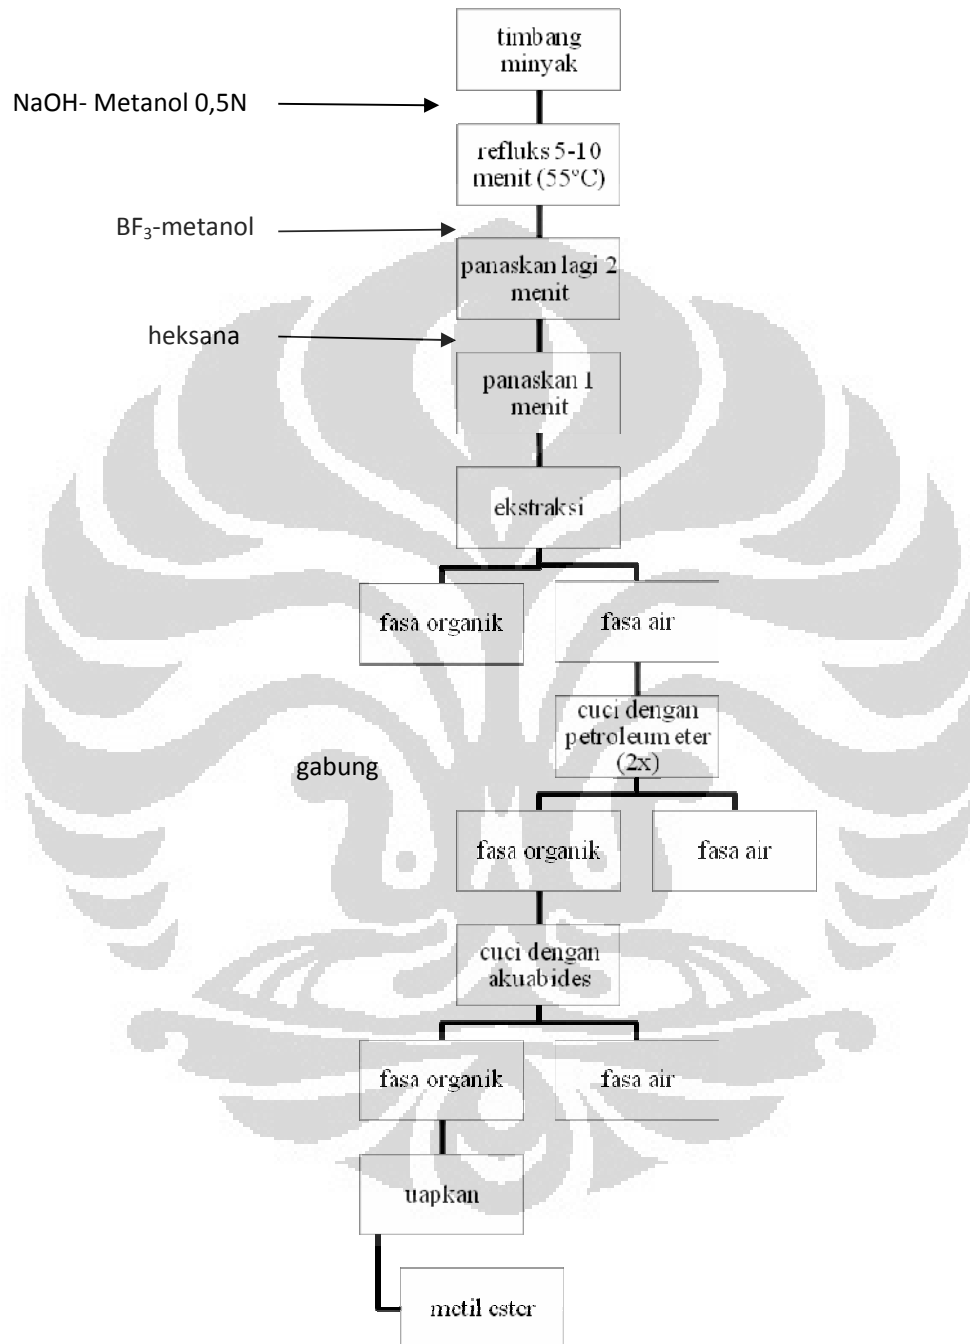 timbang
minyak
NaOH- Metanol 0,5N
refluks 5-10
menit (55°C)
BF₃-metanol
panaskan lagi 2
menit
heksana
panaskan 1
menit
ekstraksi
fasa organik
fasa air
cuci dengan
petroleum eter
(2x)
gabung
fasa organik
fasa air
cuci dengan
akuabides
fasa organik
fasa air
uapkan
metil ester